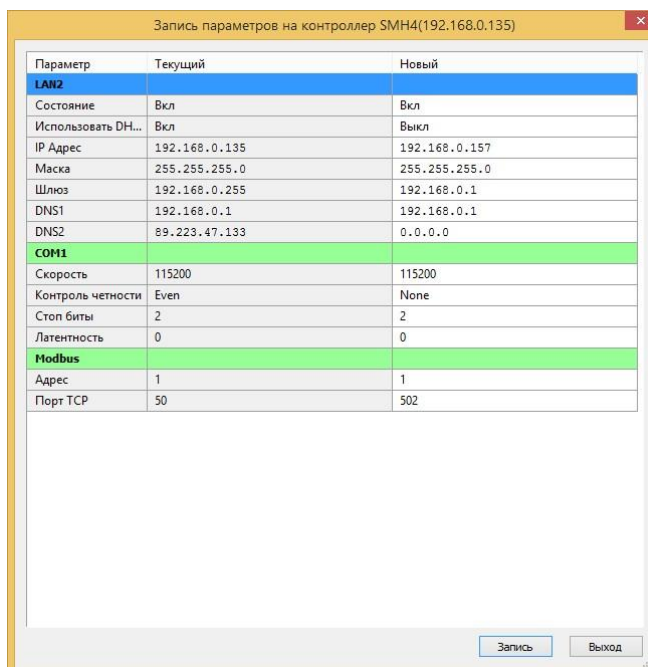 Запись параметров на контроллер SMH4(192.168.0.135)
Параметр Текущий Новый
LAN2
Состояние Вкл Вкл
Использовать DH... Вкл Выкл
IP Адрес 192.168.0.135 192.168.0.157
Маска 255.255.255.0 255.255.255.0
Шлюз 192.168.0.255 192.168.0.1
DNS1 192.168.0.1 192.168.0.1
DNS2 89.223.47.133 0.0.0.0
COM1
Скорость 115200 115200
Контроль четности Even None
Стоп биты 2 2
Латентность 0 0
Modbus
Адрес 1 1
Порт TCP 50 502
Запись Выход